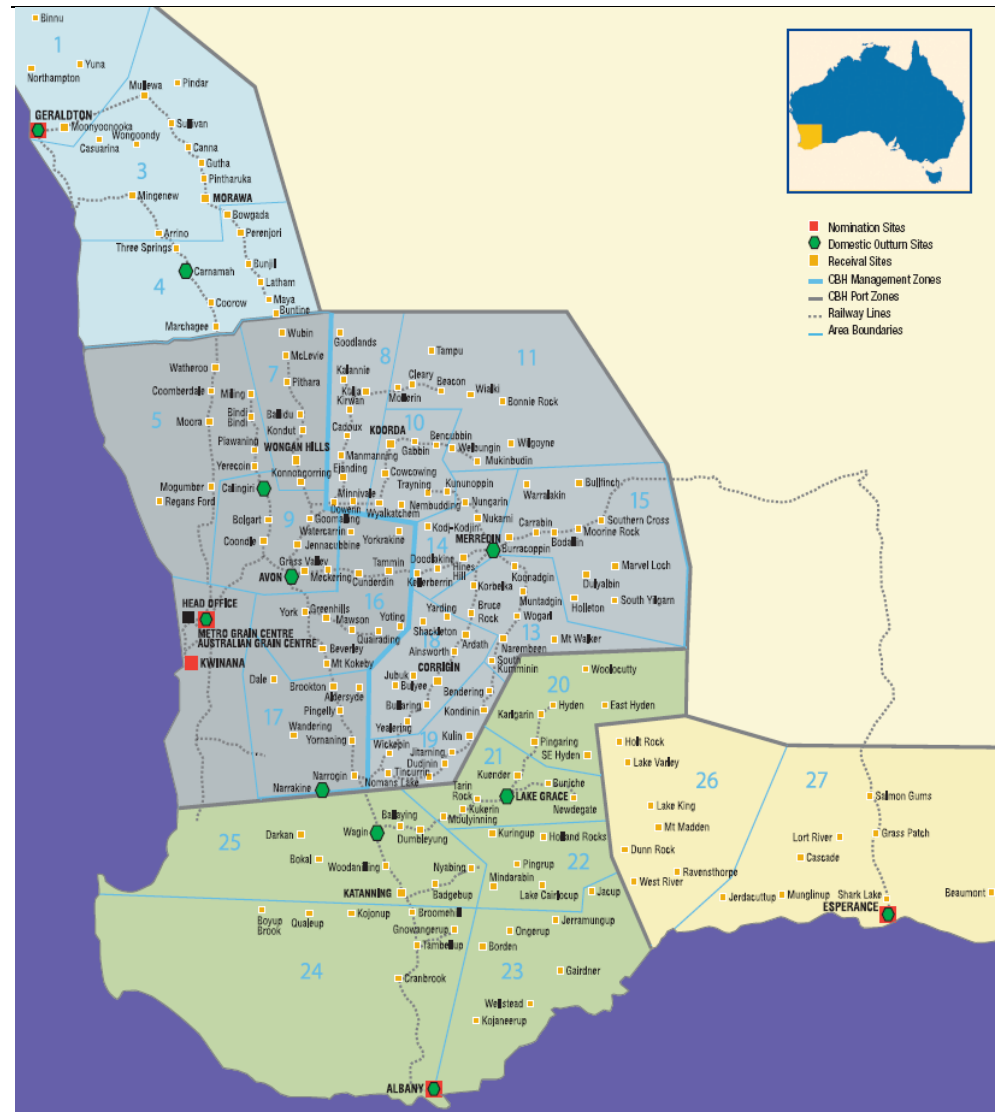 Binnu
1
Yuna
Northampton
Mullewa
Pindar
GERALDTON
Moonyoonooka
Sullivan
Wongoondy
Casuarina
Canna
Gutha
3
Pintharuka
Mingenew
MORAWA
Bowgada
Arrino
Perenjori
Three Springs
Bunjil
4
Carnamah
Latham
Maya
Coorow
Buntine
Marchagee
Nomination Sites
Domestic Outturn Sites
Receival Sites
CBH Management Zones
CBH Port Zones
Railway Lines
Area Boundaries
Wubin
Goodlands
McLevie
Watheroo
7
8
Tampu
11
Kalannie
Cleary
Beacon
Pithara
Coomberdale
Miling
Kalja
Mollerin
Wialki
Kirwan
Bonnie Rock
5
Bindi
Bindi
Ballidu
Moora
Kondut
Cadoux
10
KOORDA
Bencubbin
Gabbin
Welbungin
Wilgoyne
Plawaning
WONGAN HILLS
Manmanning
Mukinbudin
Yerecoin
Ejanding
Cowcowing
Konnobgorring
Trayning
Kununoppin
Warralakin
Bullfinch
15
Mogumber
Calingiri
Minnivale
Regans Ford
Dowerin
Wyalkatchem
Nembudding
Nungarin
9
Goomalling
Nukarni
Southern Cross
Bolgart
Watercarrin
Kodj-Kodjin
Carrabin
Moorine Rock
Yorkrakine
MERREDIN
Bodallin
Coondle
Jennacubbine
14
Burracoppin
Doodlakine
Grass Valley
Tammin
Hines
Hill
Marvel Loch
AVON
Meckering
Cunderdin
Kellerberrin
Koonadgin
Dulyalbin
Korbelka
HEAD OFFICE
York
Greenhills
16
Yarding
Bruce
Rock
Muntadgin
Holleton
South Yilgarn
METRO GRAIN CENTRE
AUSTRALIAN GRAIN CENTRE
Mawson
Yoting
Shackleton
Wogarl
Quairading
Ardath
13
Mt Walker
KWINANA
Beverley
18
Ainsworth
Narembeen
Mt Kokeby
CORRIGIN
South
Kumminin
20
Woolocutty
Dale
Jubuk
Brookton
Aldersyde
Bulyee
Bendering
Pingelly
Bullaring
Kondinin
Hyden
East Hyden
17
Karlgarin
Wandering
Yealering
19
Kulin
Yornaning
Wickepin
21
Pingaring
Holt Rock
Jitarning
SE Hyden
26
27
Dudinin
Lake Varley
Narrogin
Tincurrin
Kuender
Nomans Lake
Tarin
Rock
Buniche
Narrakine
LAKE GRACE
Salmon Gums
Kukerin
Newdegate
Lake King
Ballaying
Moulyinning
25
Wagin
Mt Madden
Darkan
Dumbleyung
Kuringup
Holland Rocks
Lort River
Grass Patch
Dunn Rock
Bokal
22
Cascade
Woodanilling
Nyabing
Pingrup
Ravensthorpe
Mindarabin
West River
KATANNING
Badgebup
Lake Cairlocup
Jacup
Jerdacuttup
Munglinup
Shark Lake
Beaumont
ESPERANCE
Boyup
Brook
Qualeup
Kojonup
Broomehill
Jerramungup
Gnowangerup
Ongerup
Tambellup
Borden
24
Cranbrook
23
Gairdner
Wellstead
Kojaneerup
ALBANY